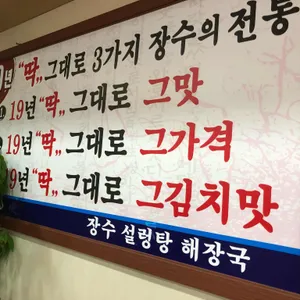 년 “딱„ 그대로 3가지 장수의 전통
19년 “딱„ 그대로 그맛
19년 “딱„ 그대로 그가격
19년 “딱„ 그대로 그김치맛
장수 설렁탕 해장국